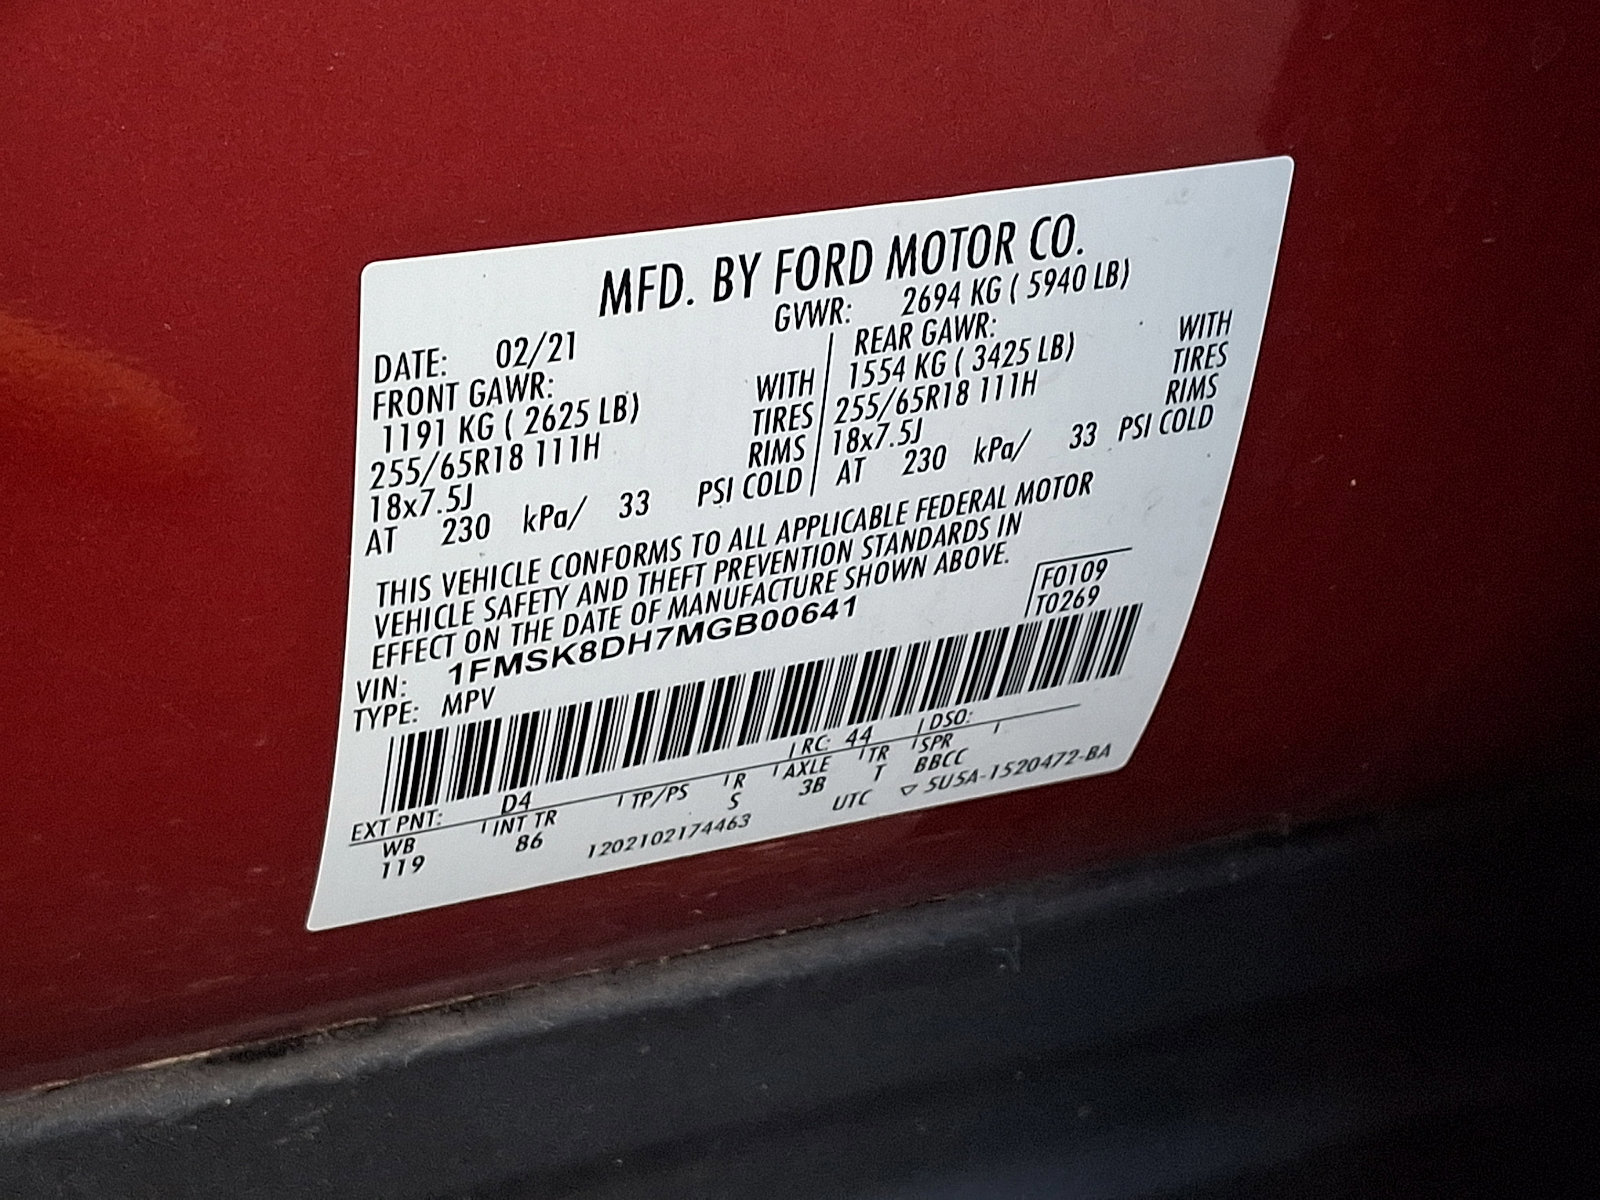 MFD. BY FORD MOTOR CO.
DATE: 02/21 GVWR: 2694 KG ( 5940 LB)
FRONT GAWR: REAR GAWR:
1191 KG ( 2625 LB) WITH 1554 KG ( 3425 LB) WITH
255/65R18 111H TIRES 255/65R18 111H TIRES
18x7.5J RIMS 18x7.5J RIMS
AT 230 kPa/ 33 PSI COLD AT 230 kPa/ 33 PSI COLD
THIS VEHICLE CONFORMS TO ALL APPLICABLE FEDERAL MOTOR
VEHICLE SAFETY AND THEFT PREVENTION STANDARDS IN
EFFECT ON THE DATE OF MANUFACTURE SHOWN ABOVE.
F0109
VIN: 1FMSK8DH7MGB00641 T0269
TYPE: MPV
EXT PNT: D4 RC: 44 DSO:
WB INT TR TP/PS R AXLE TR SPR
119 86 S 3B T BBCC
1202102174463 UTC ▽ 5U5A-1520472-BA